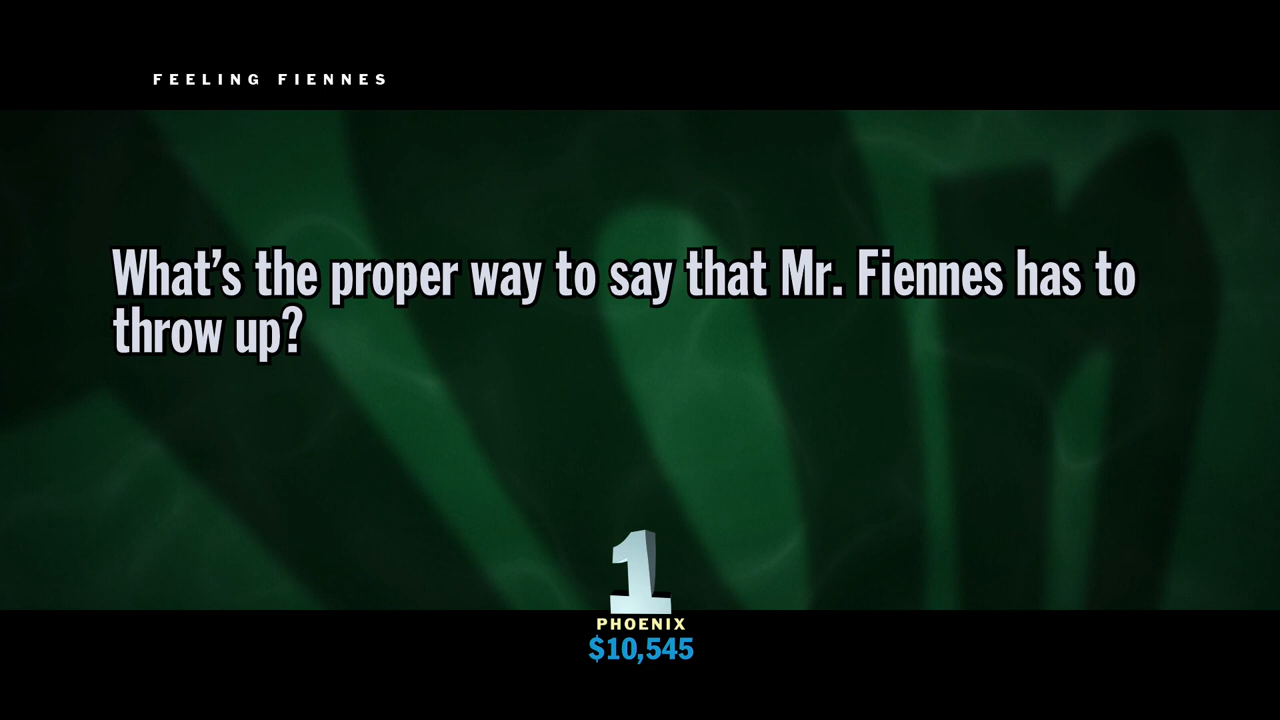 FEELING FIENNES
What's the proper way to say that Mr. Fiennes has to
throw up?
1
PHOENIX
$10,545